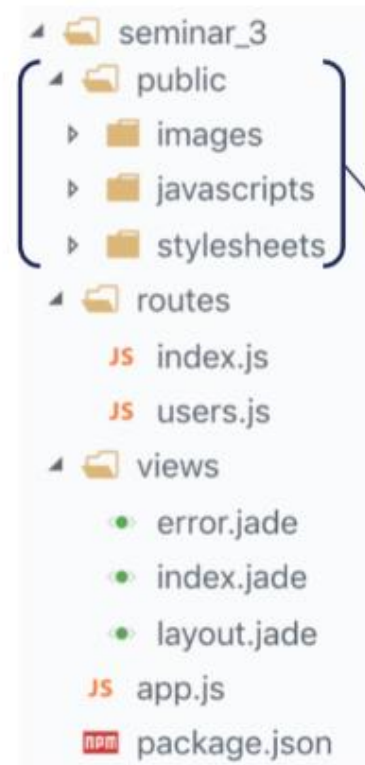 seminar_3
public
images
javascripts
stylesheets
routes
JS index.js
JS users.js
views
error.jade
index.jade
layout.jade
JS app.js
npm package.json